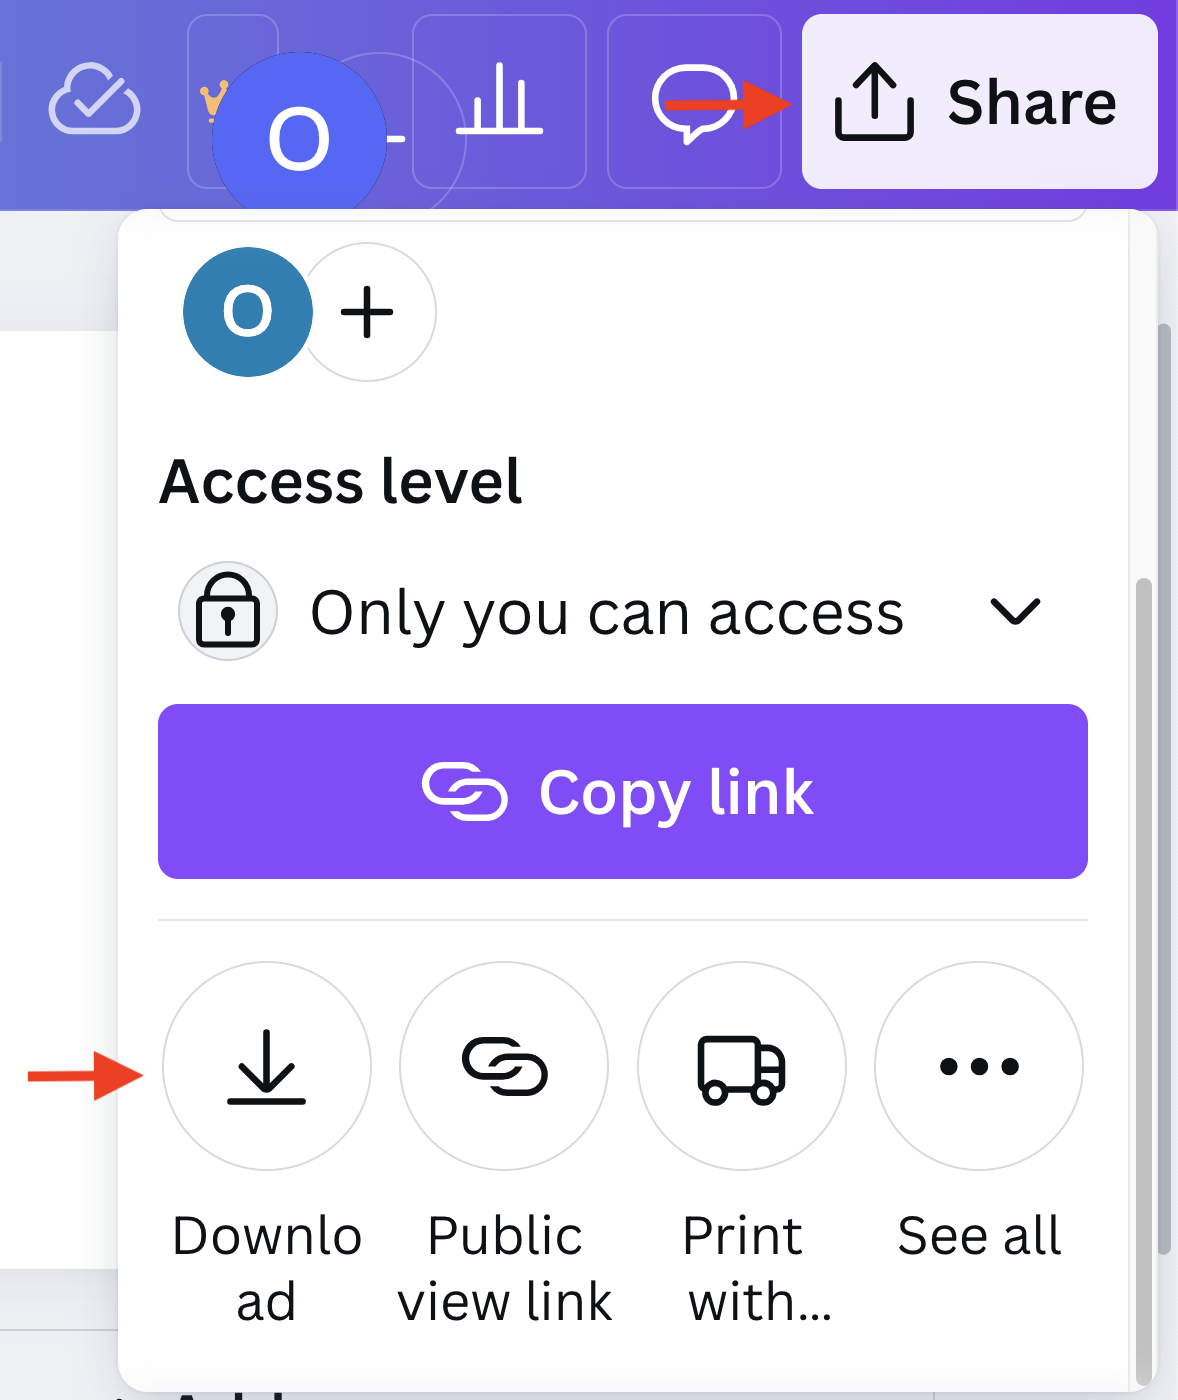 O
Share
O
Access level
Only you can access
Copy link
Downlo
ad
Public
view link
Print
with...
See all